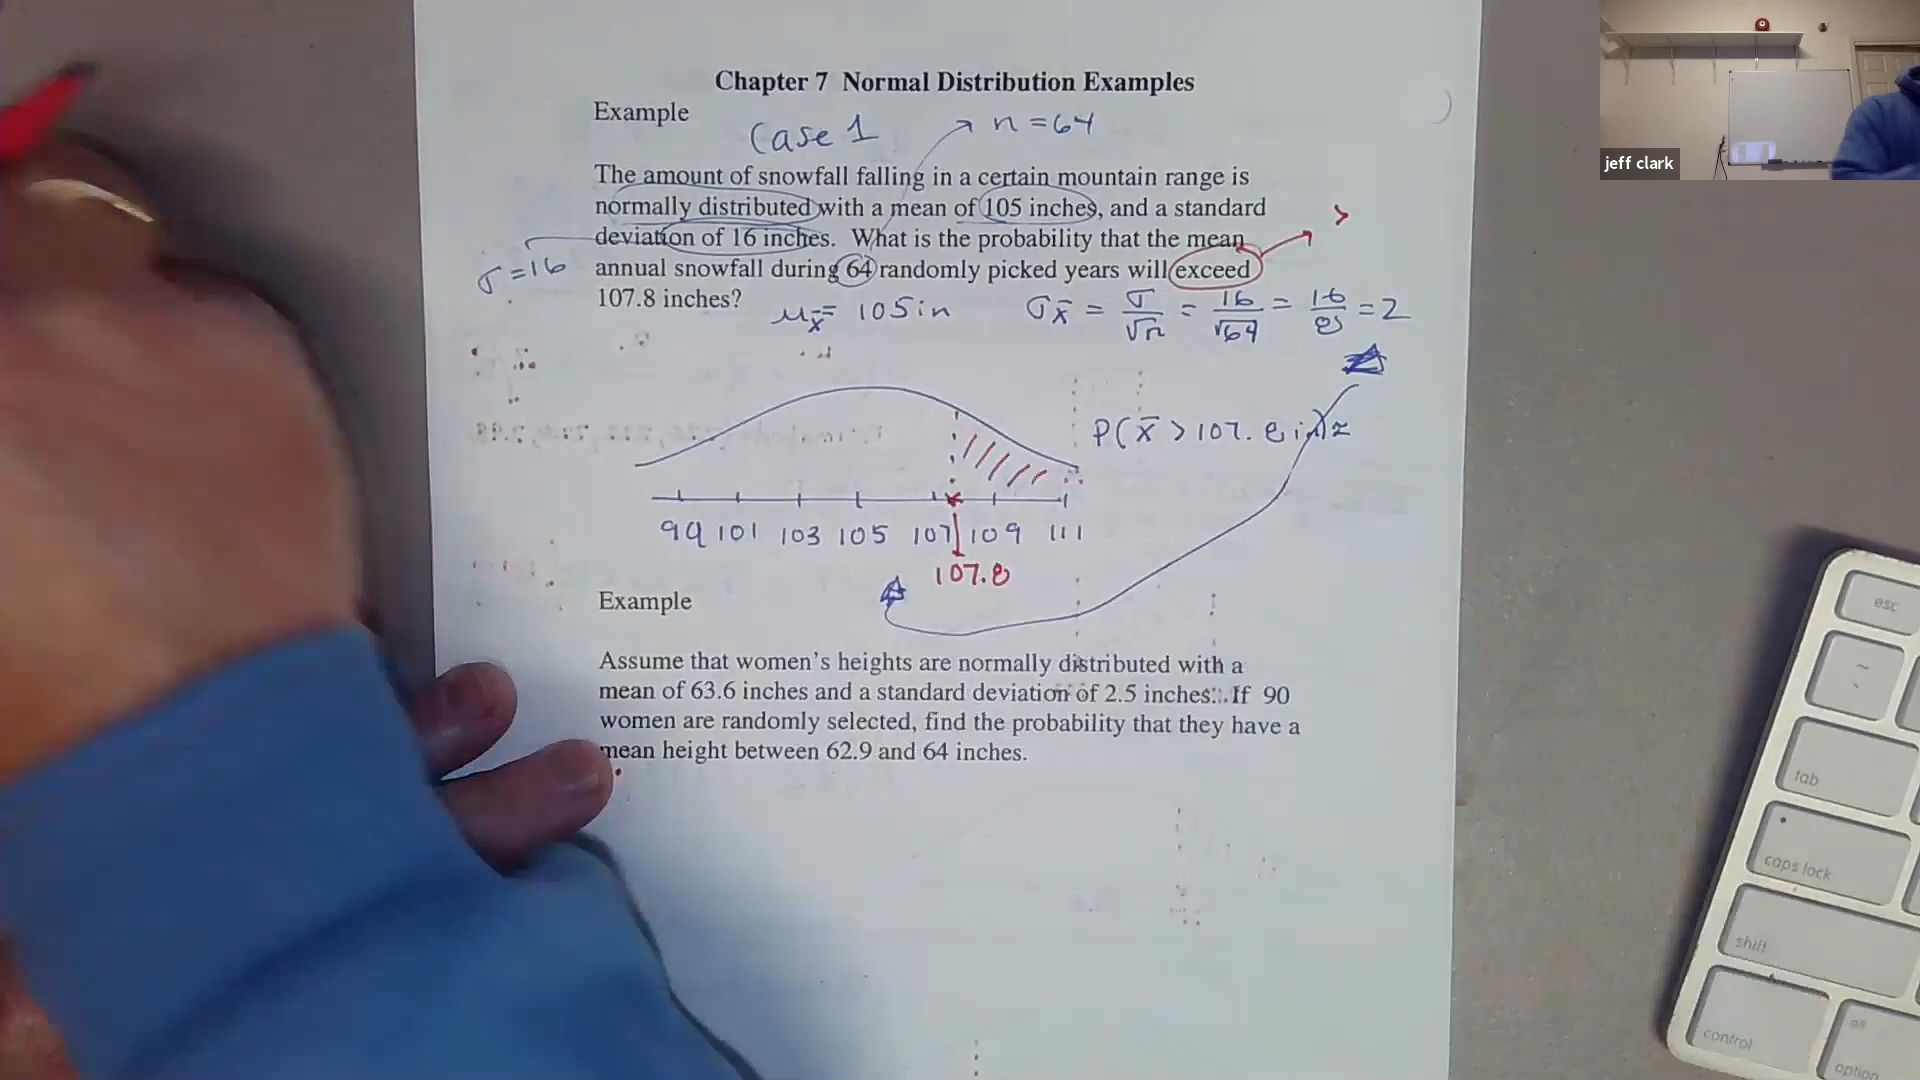 Chapter 7 Normal Distribution Examples
Example
Case 1
n = 64
The amount of snowfall falling in a certain mountain range is
normally distributed with a mean of 105 inches, and a standard
>
deviation of 16 inches. What is the probability that the mean
σ = 16
annual snowfall during 64 randomly picked years will exceed
107.8 inches?
μx̄ = 105 in
σx̄ = σ/√n = 16/√64 = 16/8 = 2
P(x̄ > 107.8 in) ≈
99 101 103 105 107 109 111
107.8
Example
Assume that women’s heights are normally distributed with a
mean of 63.6 inches and a standard deviation of 2.5 inches. If 90
women are randomly selected, find the probability that they have a
mean height between 62.9 and 64 inches.
jeff clark
esc
~
tab
caps lock
shift
control
alt
option